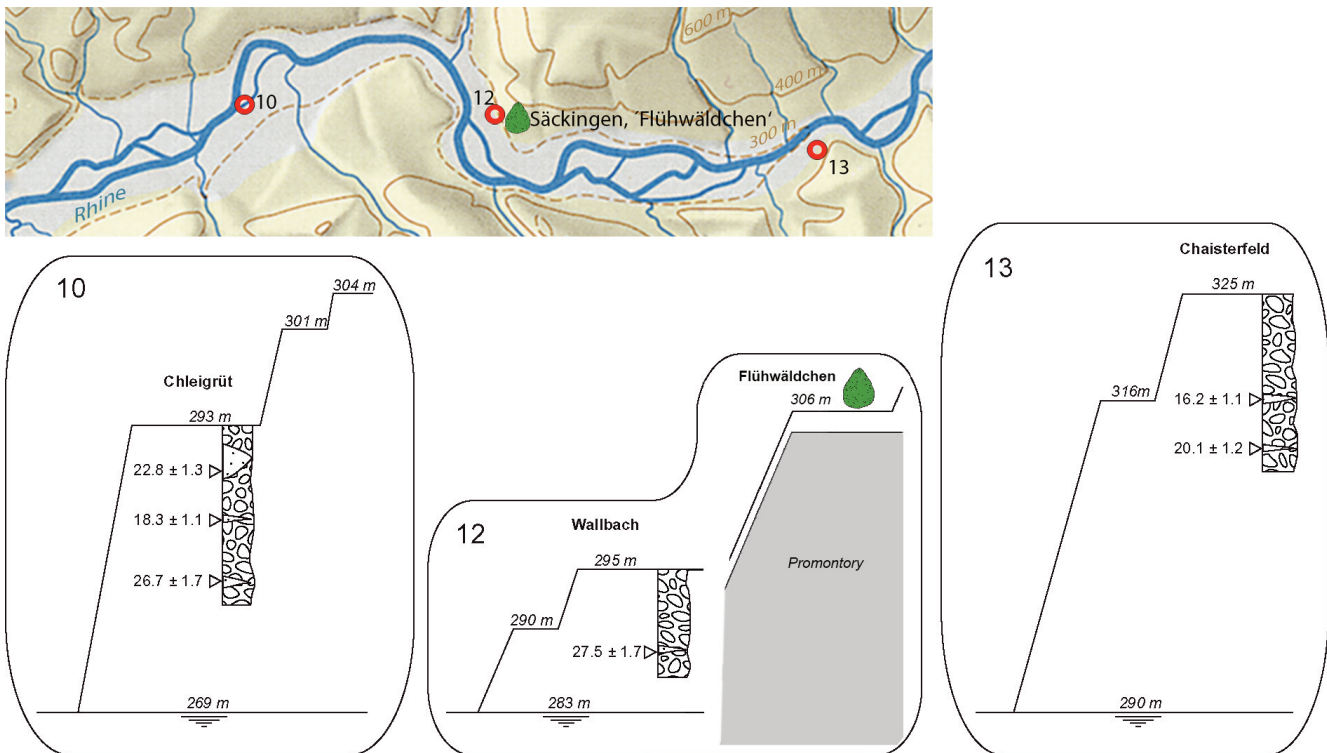 600 m
400 m
300 m
10
12
Säckingen, ‘Flühwäldchen‘
13
Rhine
10
304 m
301 m
Chleigrüt
293 m
22.8 ± 1.3
18.3 ± 1.1
26.7 ± 1.7
269 m
12
Flühwäldchen
306 m
Wallbach
295 m
290 m
27.5 ± 1.7
Promontory
283 m
13
Chaisterfeld
325 m
316m
16.2 ± 1.1
20.1 ± 1.2
290 m